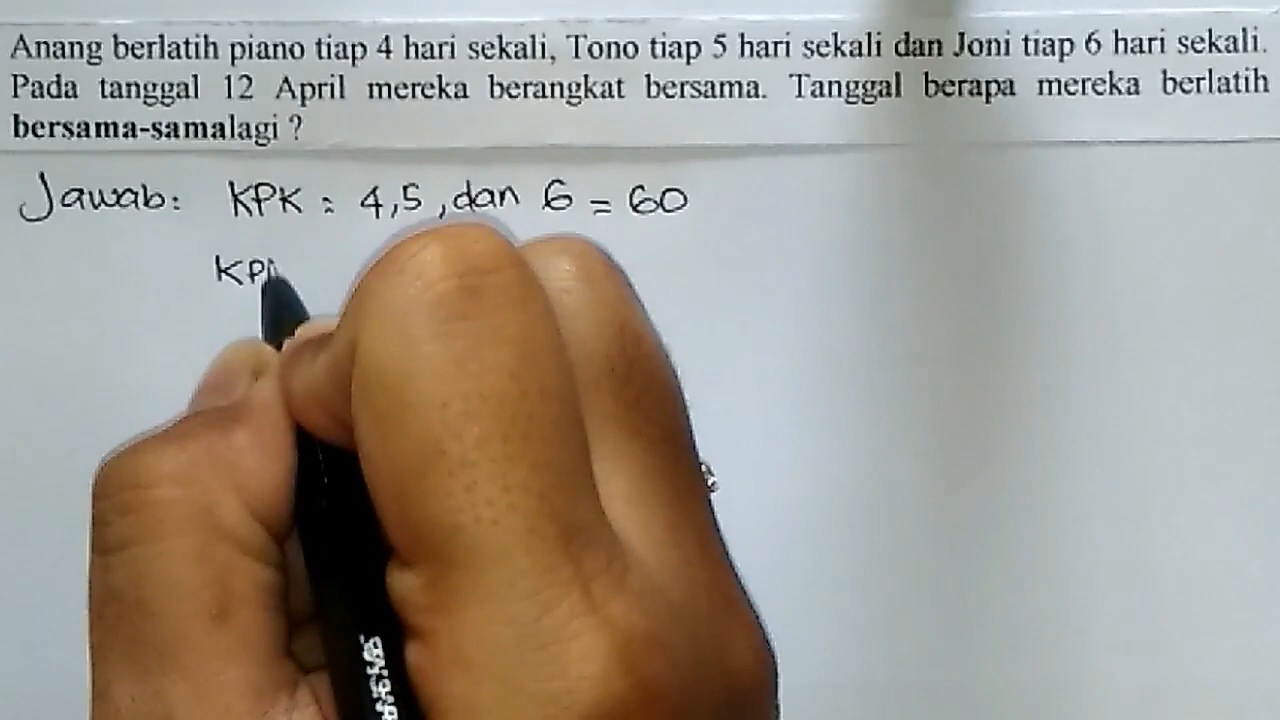 Anang berlatih piano tiap 4 hari sekali, Tono tiap 5 hari sekali dan Joni tiap 6 hari sekali.
Pada tanggal 12 April mereka berangkat bersama. Tanggal berapa mereka berlatih
bersama-samalagi ?
Jawab: KPK : 4,5, dan 6 = 60
KP